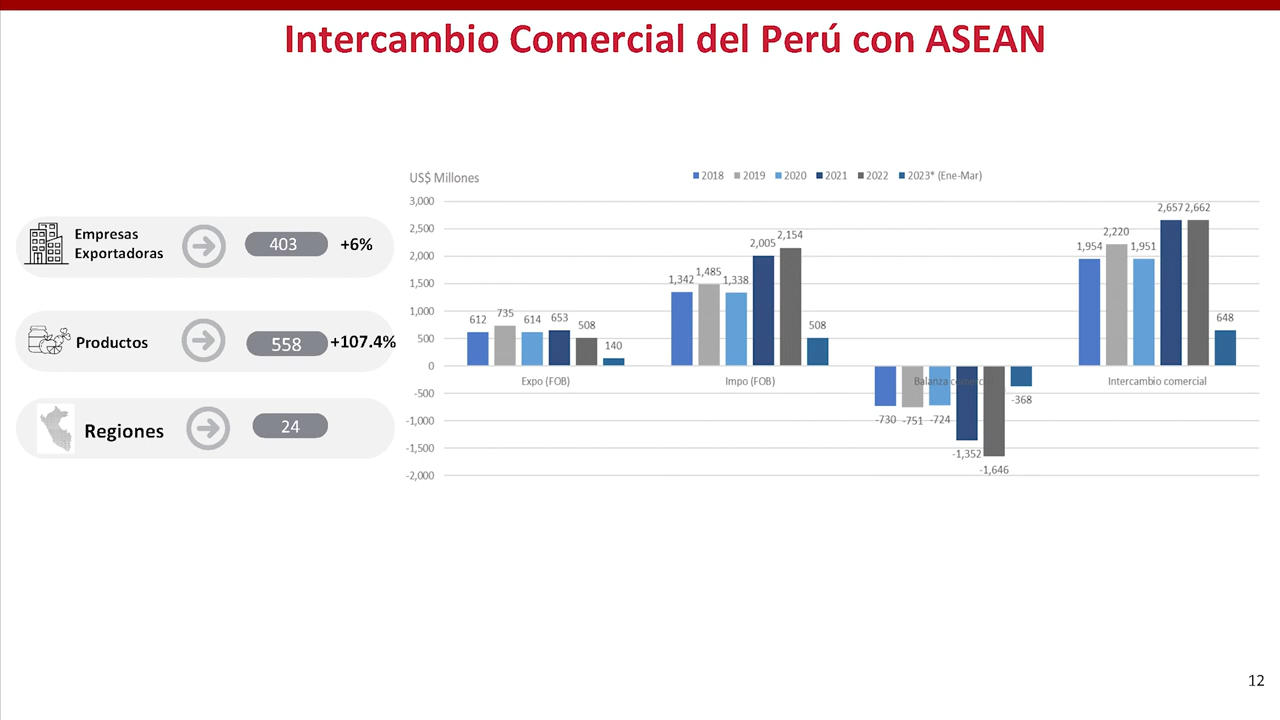 Intercambio Comercial del Perú con ASEAN
Empresas
Exportadoras
403
+6%
Productos
558
+107.4%
Regiones
24
US$ Millones
2018 2019 2020 2021 2022 2023* (Ene-Mar)
3,000
2,500
2,000
1,500
1,000
500
0
-500
-1,000
-1,500
-2,000
612 735 614 653 508 140
Expo (FOB)
1,342 1,485 1,338 2,005 2,154 508
Impo (FOB)
Balanza comercial
-730 -751 -724 -1,352 -1,646 -368
1,954 2,220 1,951 2,657 2,662 648
Intercambio comercial
12